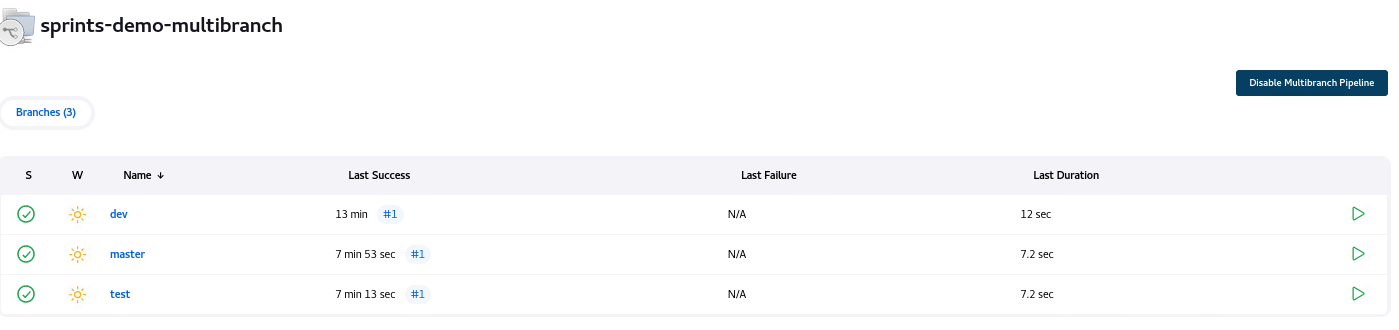 sprints-demo-multibranch
Disable Multibranch Pipeline
Branches (3)
S W Name ↓ Last Success Last Failure Last Duration
dev 13 min #1 N/A 12 sec
master 7 min 53 sec #1 N/A 7.2 sec
test 7 min 13 sec #1 N/A 7.2 sec